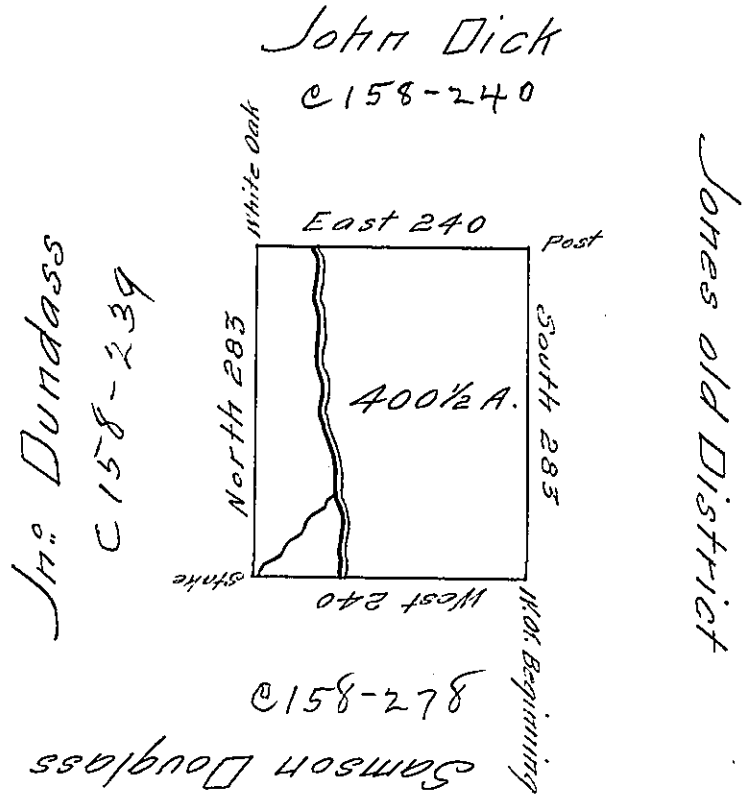 John Dick
C158-240
White Oak
East 240
Post
Jno. Dundass
C158-239
North 283
400½ A.
South 283
Jones old District
Stake
West 240
W.Ok. Beginning
C158-278
Samson Douglass